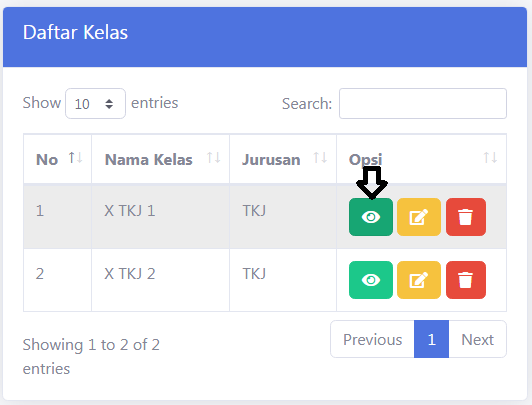 Daftar Kelas
Show 10 entries Search:
No Nama Kelas Jurusan Opsi
1 X TKJ 1 TKJ
2 X TKJ 2 TKJ
Showing 1 to 2 of 2 Previous 1 Next
entries